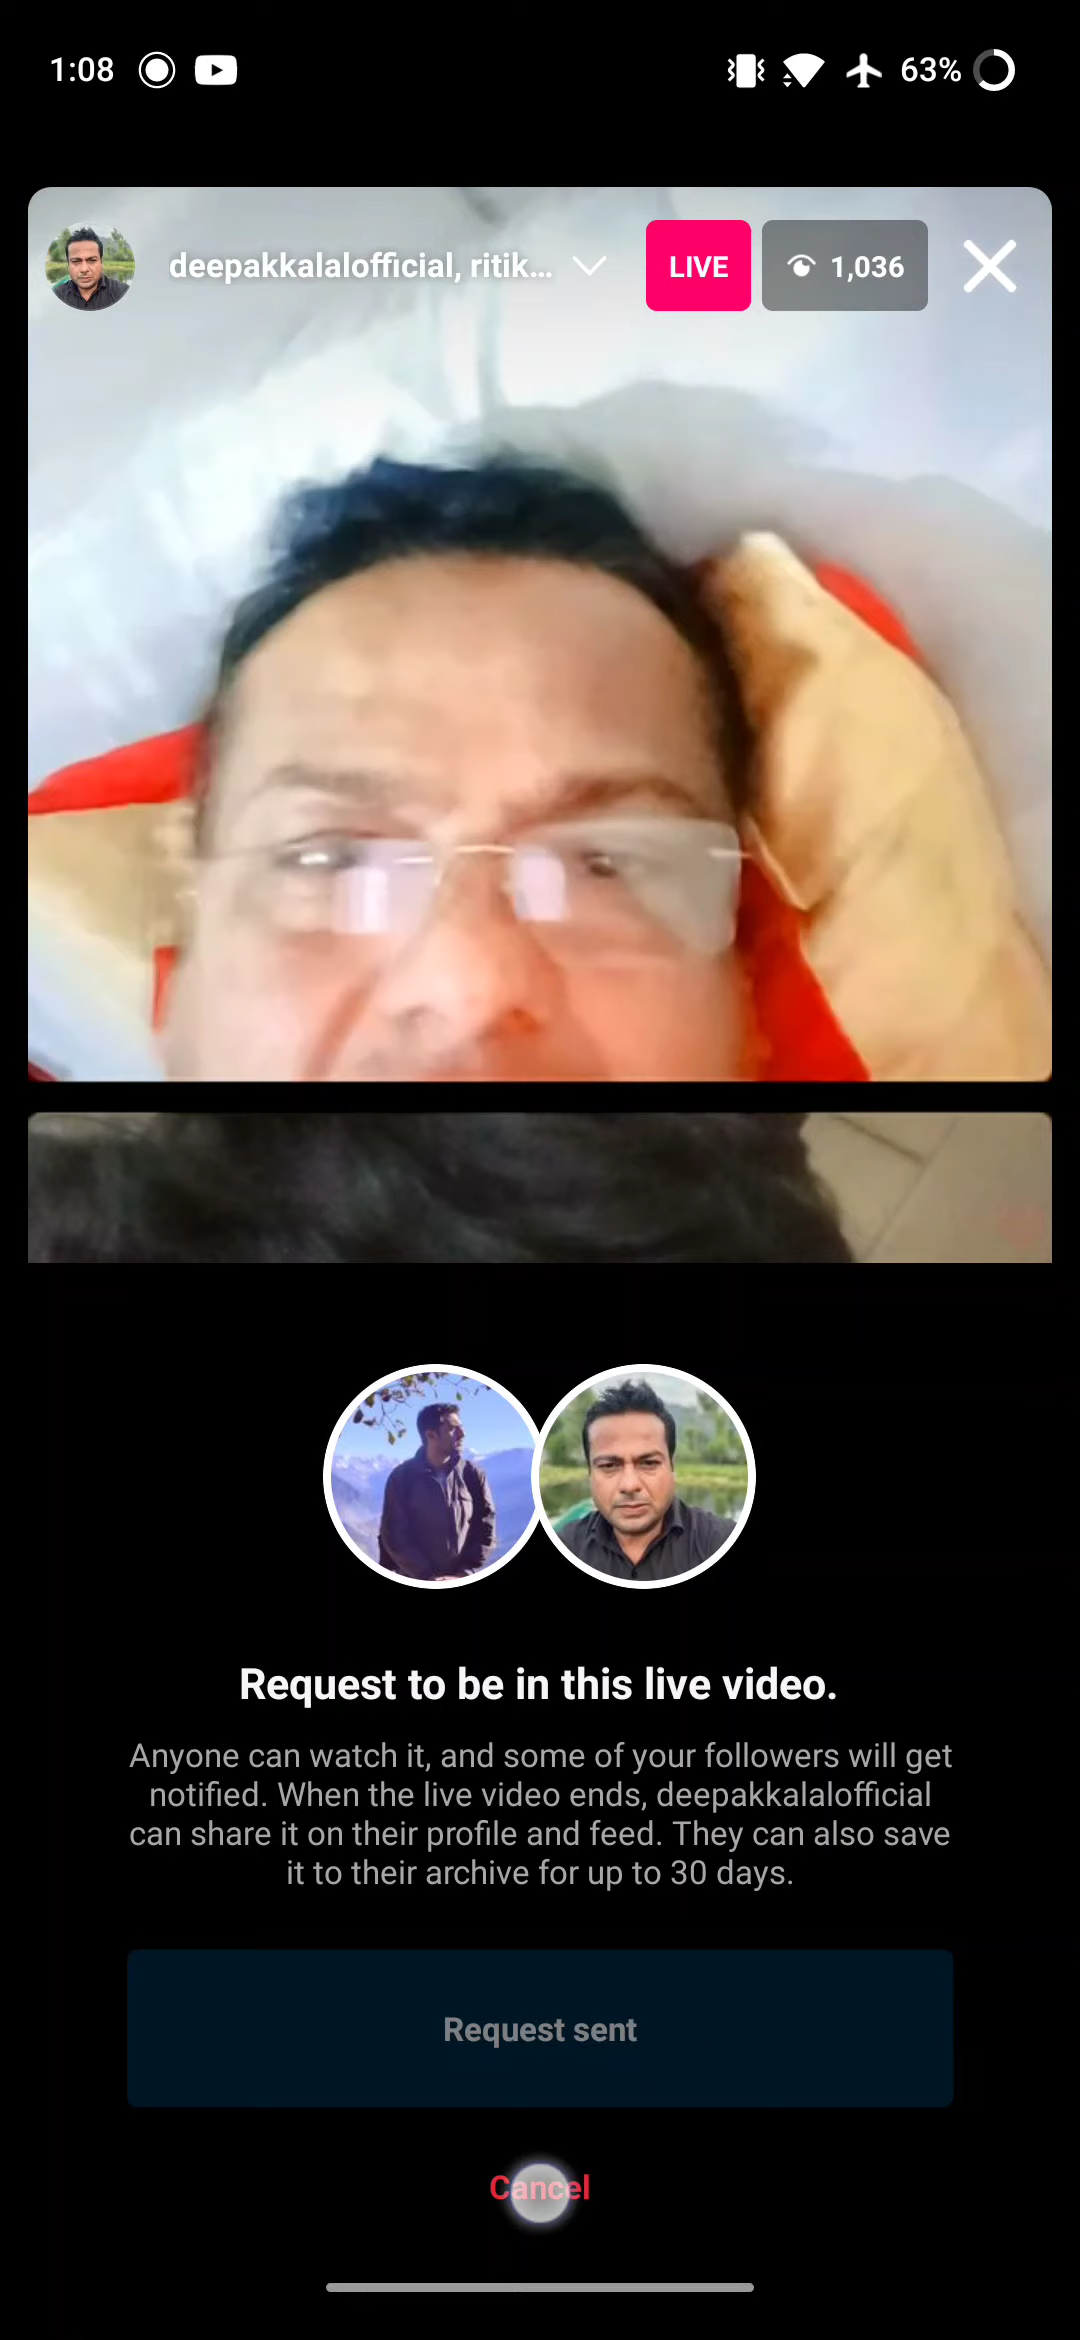 1:08
63%
deepakkalalofficial, ritik...
LIVE
1,036
Request to be in this live video.
Anyone can watch it, and some of your followers will get
notified. When the live video ends, deepakkalalofficial
can share it on their profile and feed. They can also save
it to their archive for up to 30 days.
Request sent
Cancel